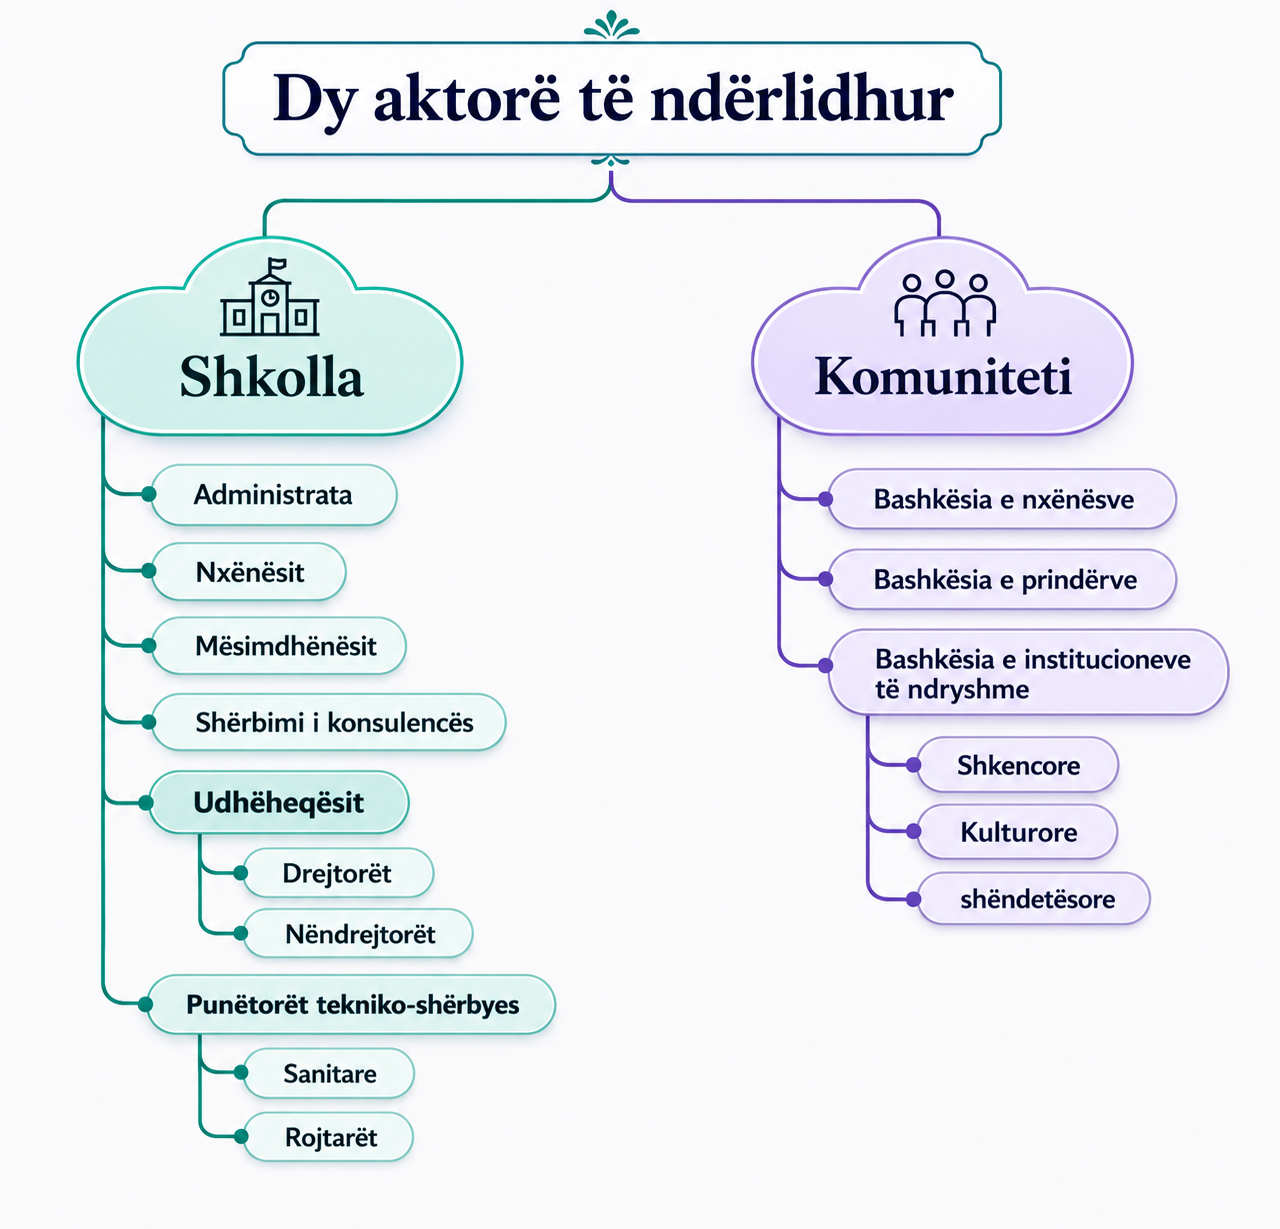 Dy aktorë të ndërlidhur
Shkolla
Administrata
Nxënësit
Mësimdhënësit
Shërbimi i konsulencës
Udhëheqësit
Drejtorët
Nëndrejtorët
Punëtorët tekniko-shërbyes
Sanitare
Rojtarët
Komuniteti
Bashkësia e nxënësve
Bashkësia e prindërve
Bashkësia e institucioneve
të ndryshme
Shkencore
Kulturore
shëndetësore